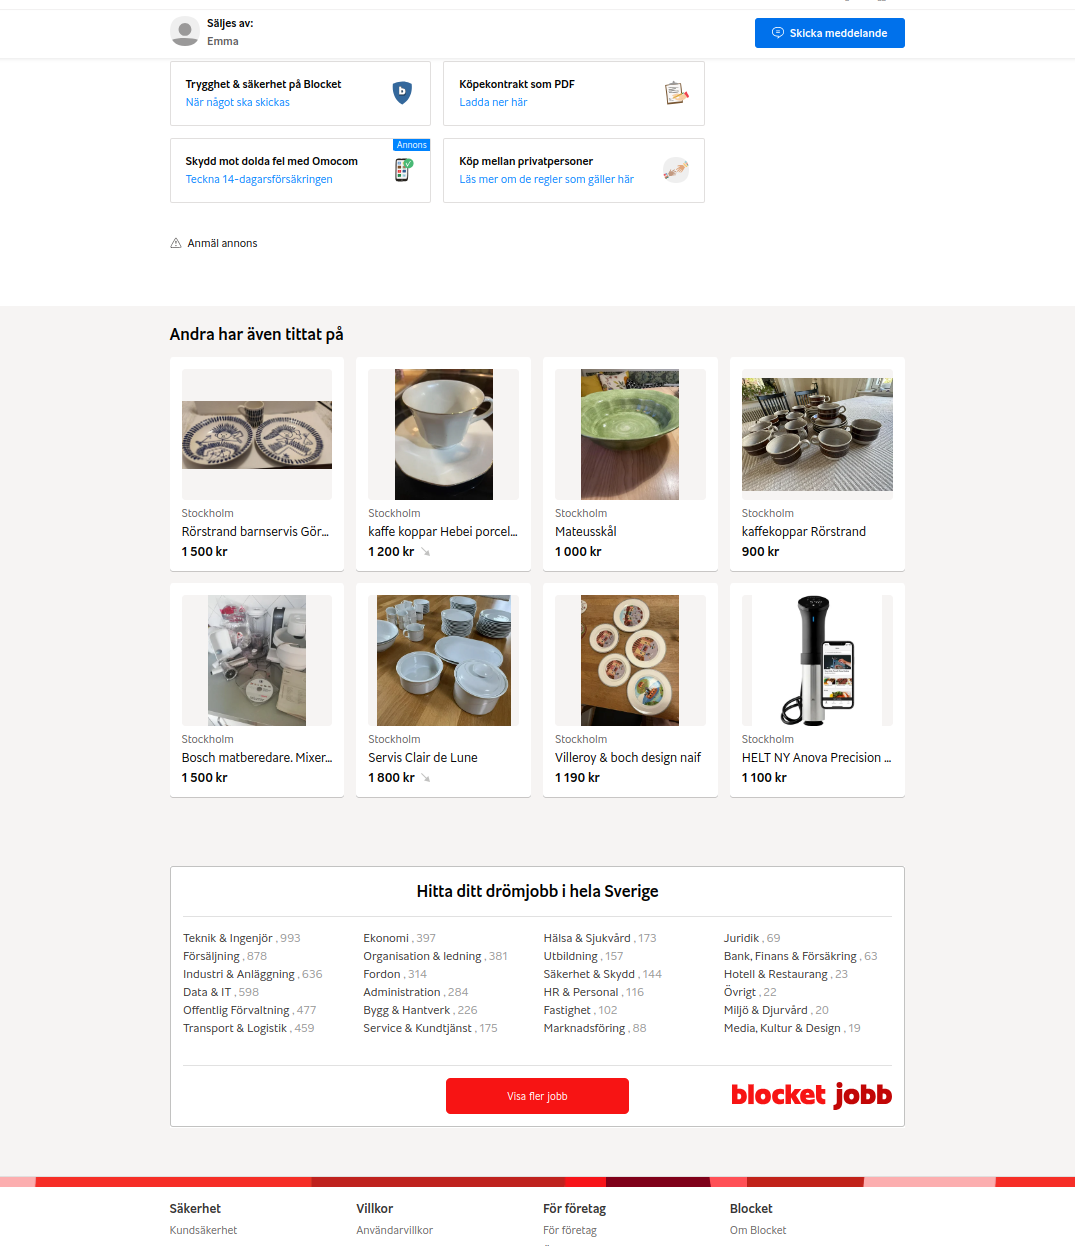 Säljes av:
Emma
Skicka meddelande
Trygghet & säkerhet på Blocket
När något ska skickas
Köpekontrakt som PDF
Ladda ner här
Annons
Skydd mot dolda fel med Omocom
Teckna 14-dagarsförsäkringen
Köp mellan privatpersoner
Läs mer om de regler som gäller här
Anmäl annons
Andra har även tittat på
Stockholm
Rörstrand barnservis Gör...
1 500 kr
Stockholm
kaffe koppar Hebei porcel...
1 200 kr
Stockholm
Mateusskål
1 000 kr
Stockholm
kaffekoppar Rörstrand
900 kr
Stockholm
Bosch matberedare. Mixer...
1 500 kr
Stockholm
Servis Clair de Lune
1 800 kr
Stockholm
Villeroy & boch design naif
1 190 kr
Stockholm
HELT NY Anova Precision ...
1 100 kr
Hitta ditt drömjobb i hela Sverige
Teknik & Ingenjör , 993
Försäljning , 878
Industri & Anläggning , 636
Data & IT , 598
Offentlig Förvaltning , 477
Transport & Logistik , 459
Ekonomi , 397
Organisation & ledning , 381
Fordon , 314
Administration , 284
Bygg & Hantverk , 226
Service & Kundtjänst , 175
Hälsa & Sjukvård , 173
Utbildning , 157
Säkerhet & Skydd , 144
HR & Personal , 116
Fastighet , 102
Marknadsföring , 88
Juridik , 69
Bank, Finans & Försäkring , 63
Hotell & Restaurang , 23
Övrigt , 22
Miljö & Djurvård , 20
Media, Kultur & Design , 19
Visa fler jobb
blocket jobb
Säkerhet
Kundsäkerhet
Villkor
Användarvillkor
För företag
För företag
Blocket
Om Blocket